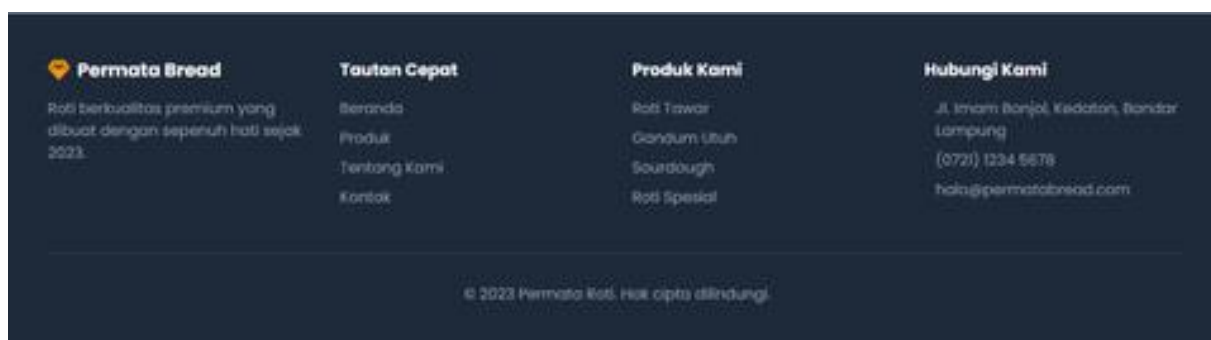 Permata Bread
Roti berkualitas premium yang
dibuat dengan sepenuh hati sejak
2023.
Tautan Cepat
Beranda
Produk
Tentang Kami
Kontak
Produk Kami
Roti Tawar
Gandum Utuh
Sourdough
Roti Spesial
Hubungi Kami
Jl. Imam Bonjol, Kedaton, Bandar
Lampung
(0721) 1234 5678
halo@permatabread.com
© 2023 Permata Roti. Hak cipta dilindungi.